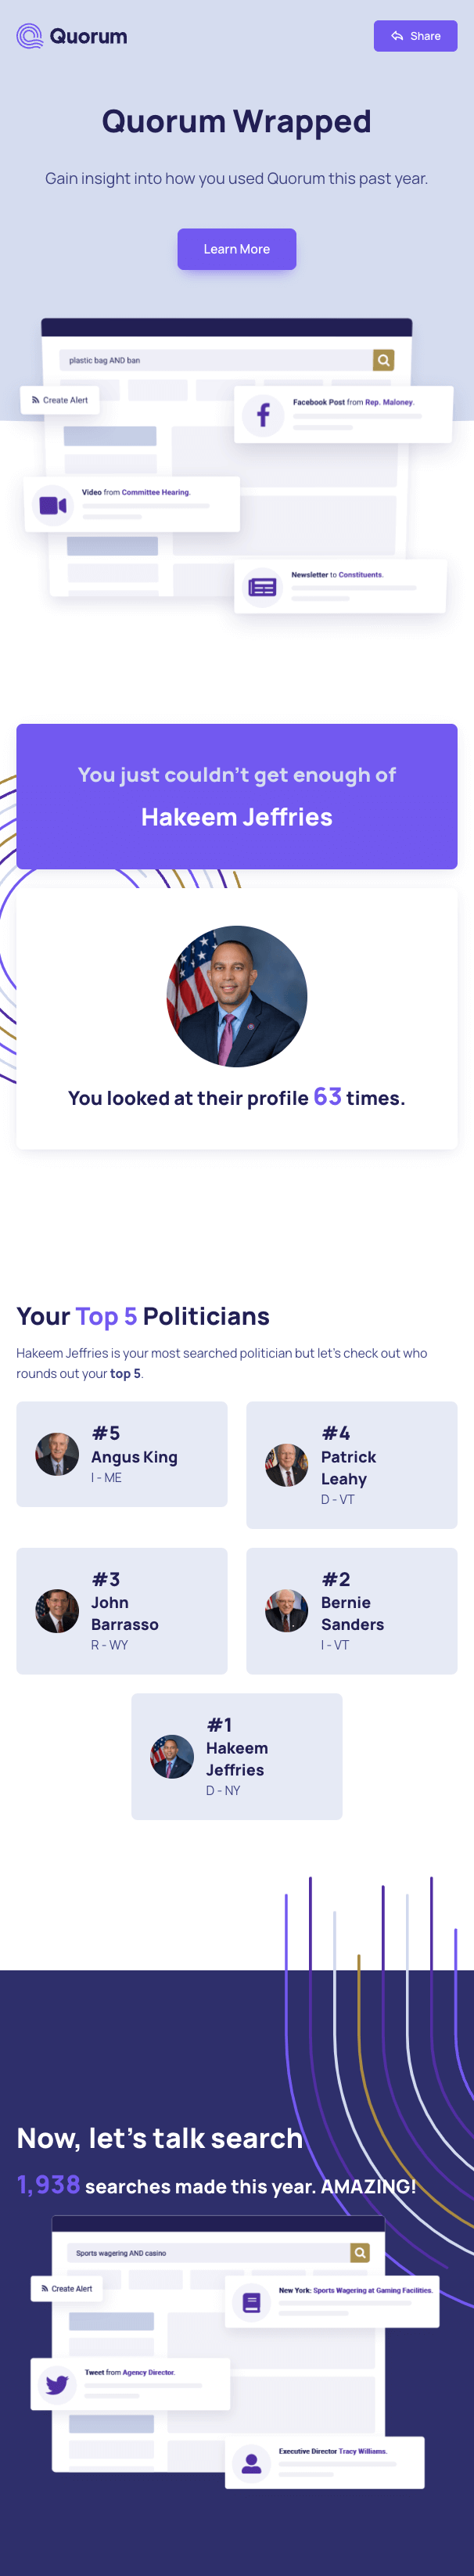 Quorum
Share
Quorum Wrapped
Gain insight into how you used Quorum this past year.
Learn More
plastic bag AND ban
Create Alert
Facebook Post from Rep. Maloney.
Video from Committee Hearing.
Newsletter to Constituents.
You just couldn't get enough of
Hakeem Jeffries
You looked at their profile 63 times.
Your Top 5 Politicians
Hakeem Jeffries is your most searched politician but let's check out who
rounds out your top 5.
#5
Angus King
I - ME
#4
Patrick
Leahy
D - VT
#3
John
Barrasso
R - WY
#2
Bernie
Sanders
I - VT
#1
Hakeem
Jeffries
D - NY
Now, let's talk search
1,938 searches made this year. AMAZING!
Sports wagering AND casino
Create Alert
New York: Sports Wagering at Gaming Facilities.
Tweet from Agency Director.
Executive Director Tracy Williams.